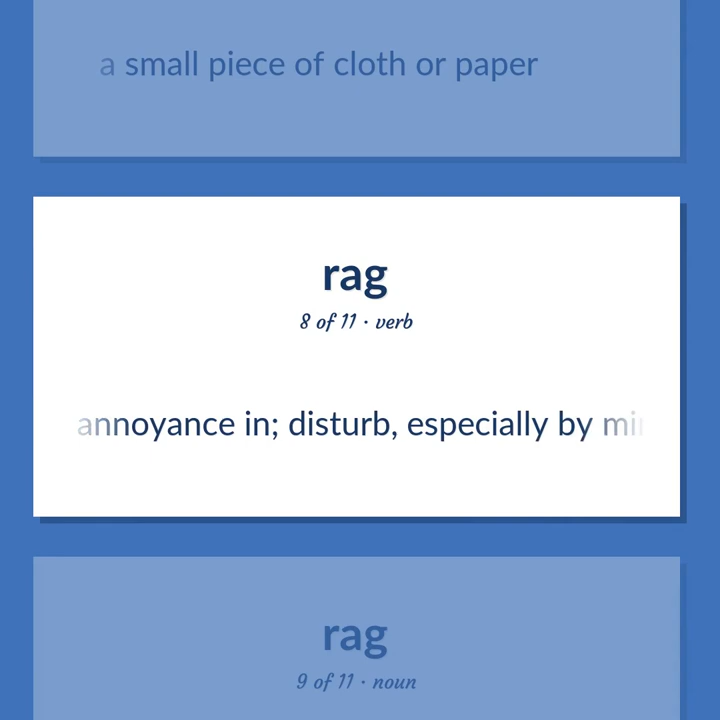 a small piece of cloth or paper
rag
8 of 11 · verb
annoyance in; disturb, especially by
rag
9 of 11 · noun